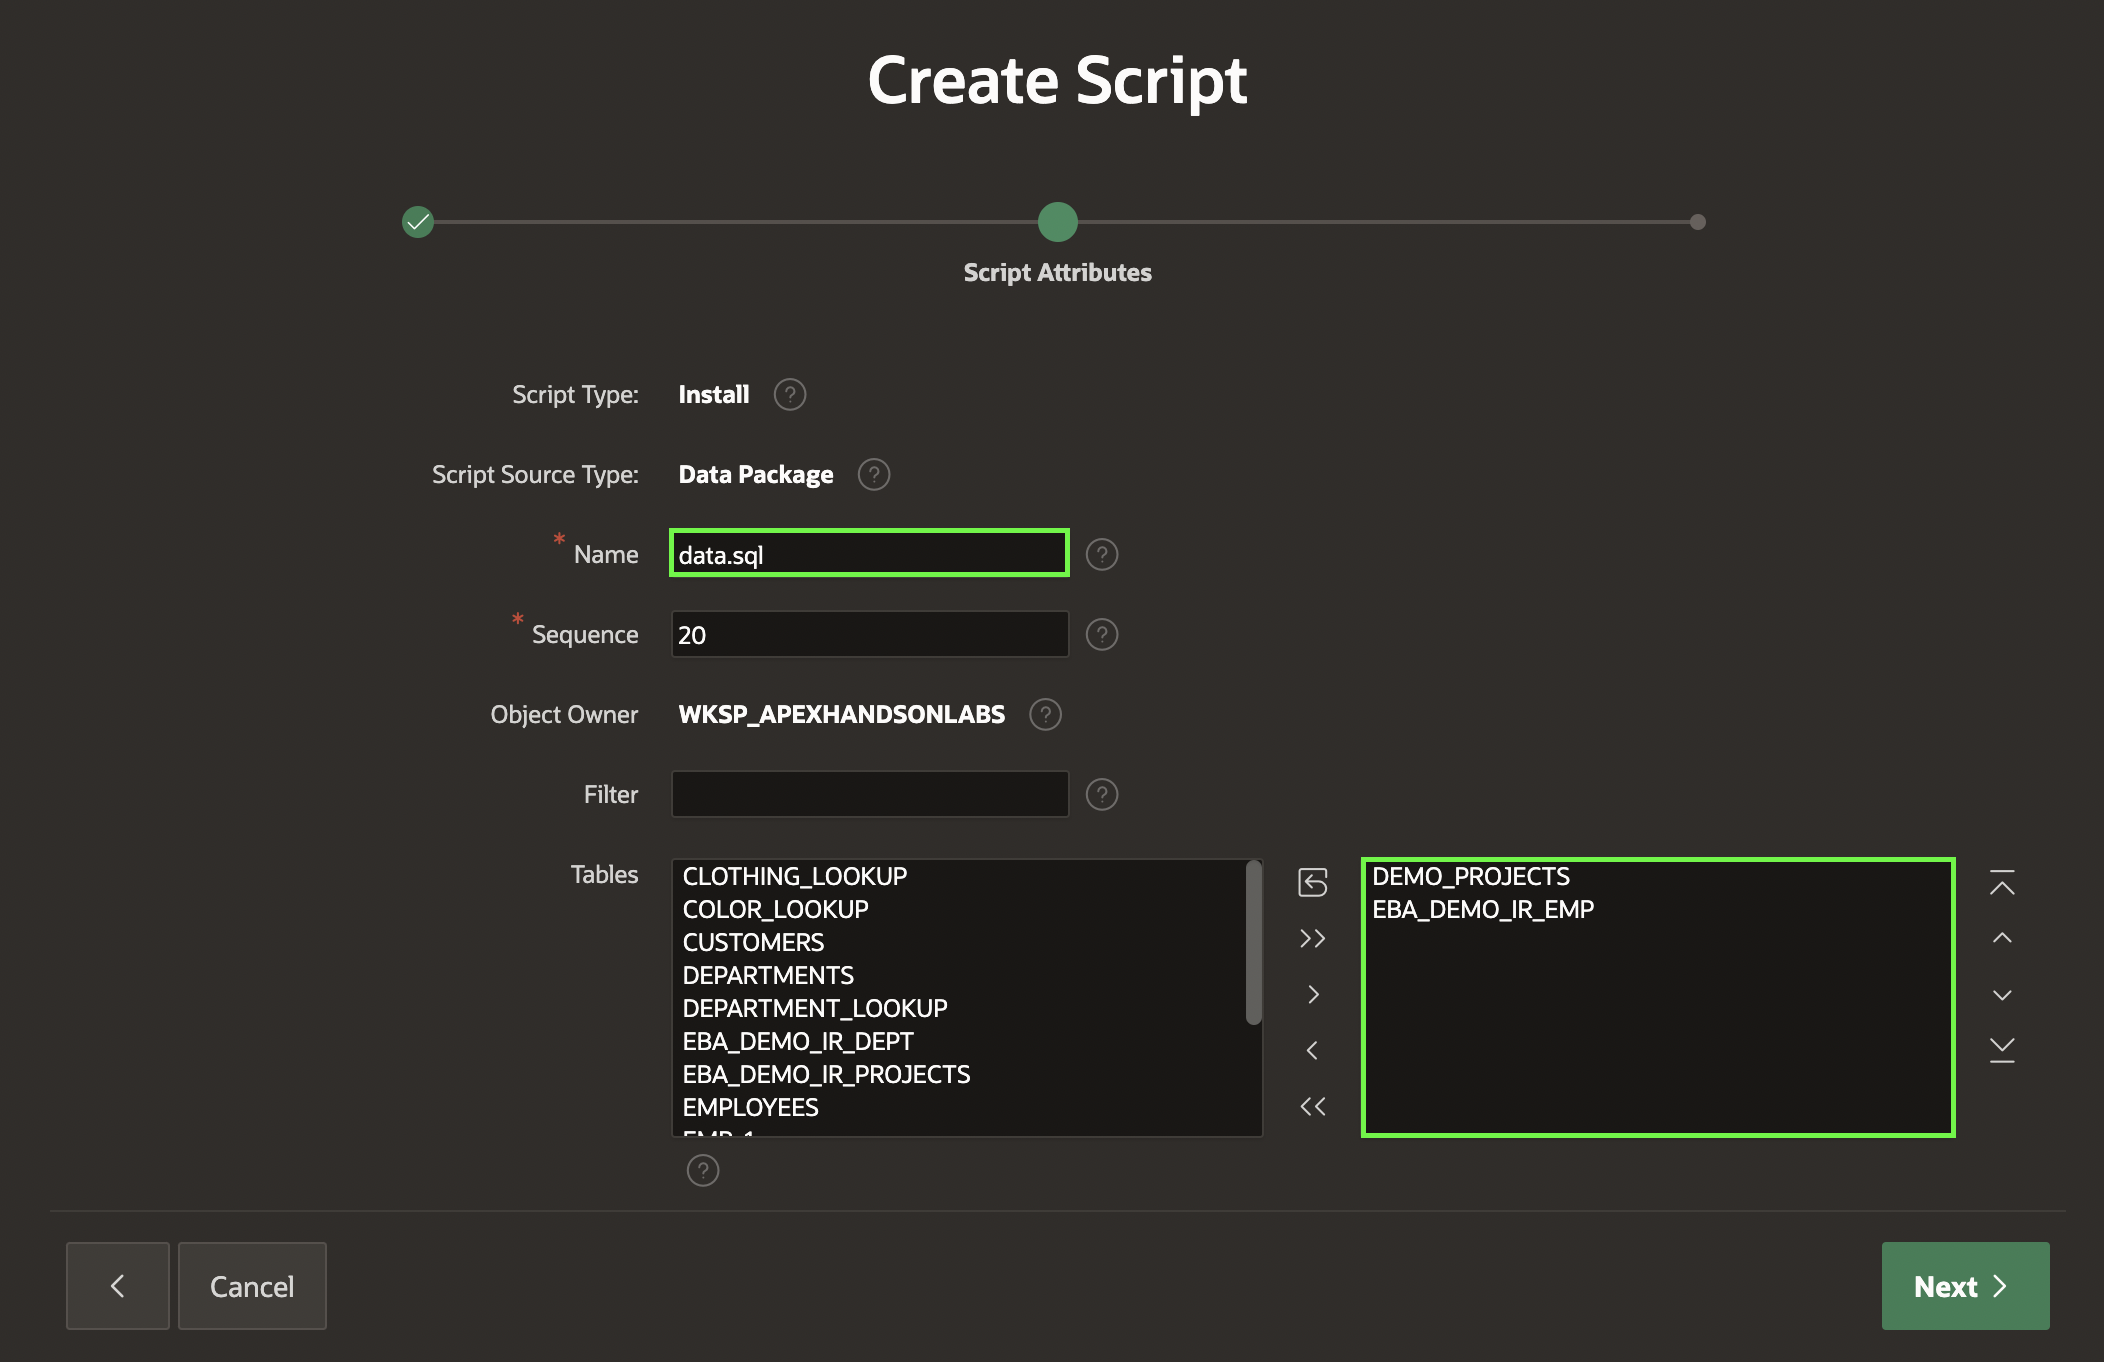 Create Script
Script Attributes
Script Type: Install ?
Script Source Type: Data Package ?
* Name data.sql ?
* Sequence 20 ?
Object Owner WKSP_APEXHANDSONLABS ?
Filter ?
Tables
CLOTHING_LOOKUP
COLOR_LOOKUP
CUSTOMERS
DEPARTMENTS
DEPARTMENT_LOOKUP
EBA_DEMO_IR_DEPT
EBA_DEMO_IR_PROJECTS
EMPLOYEES
DEMO_PROJECTS
EBA_DEMO_IR_EMP
?
Cancel
Next